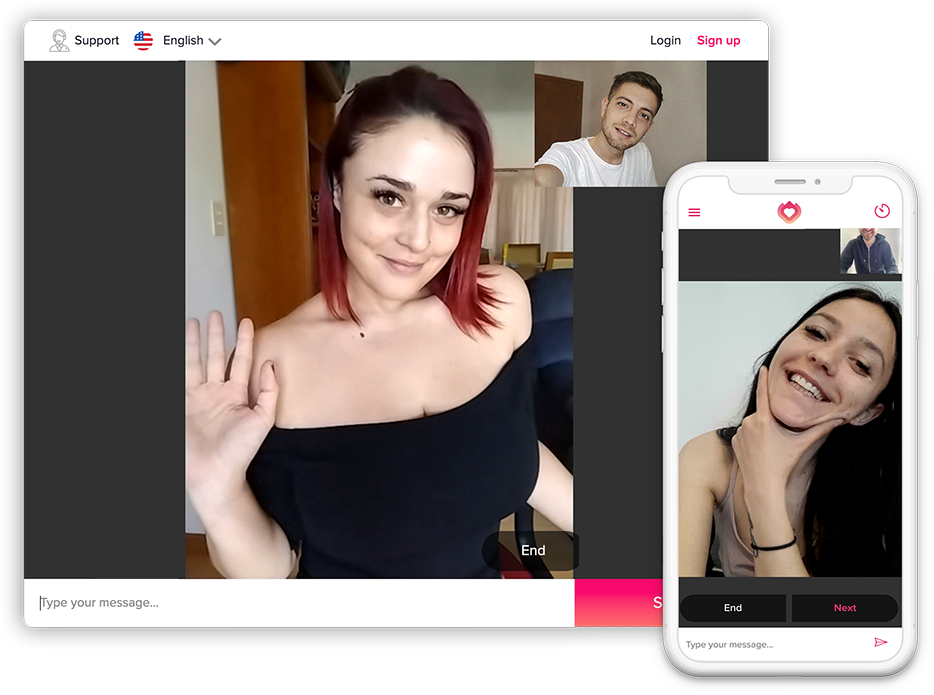 Support English Login Sign up
End
Type your message...
End Next
Type your message...